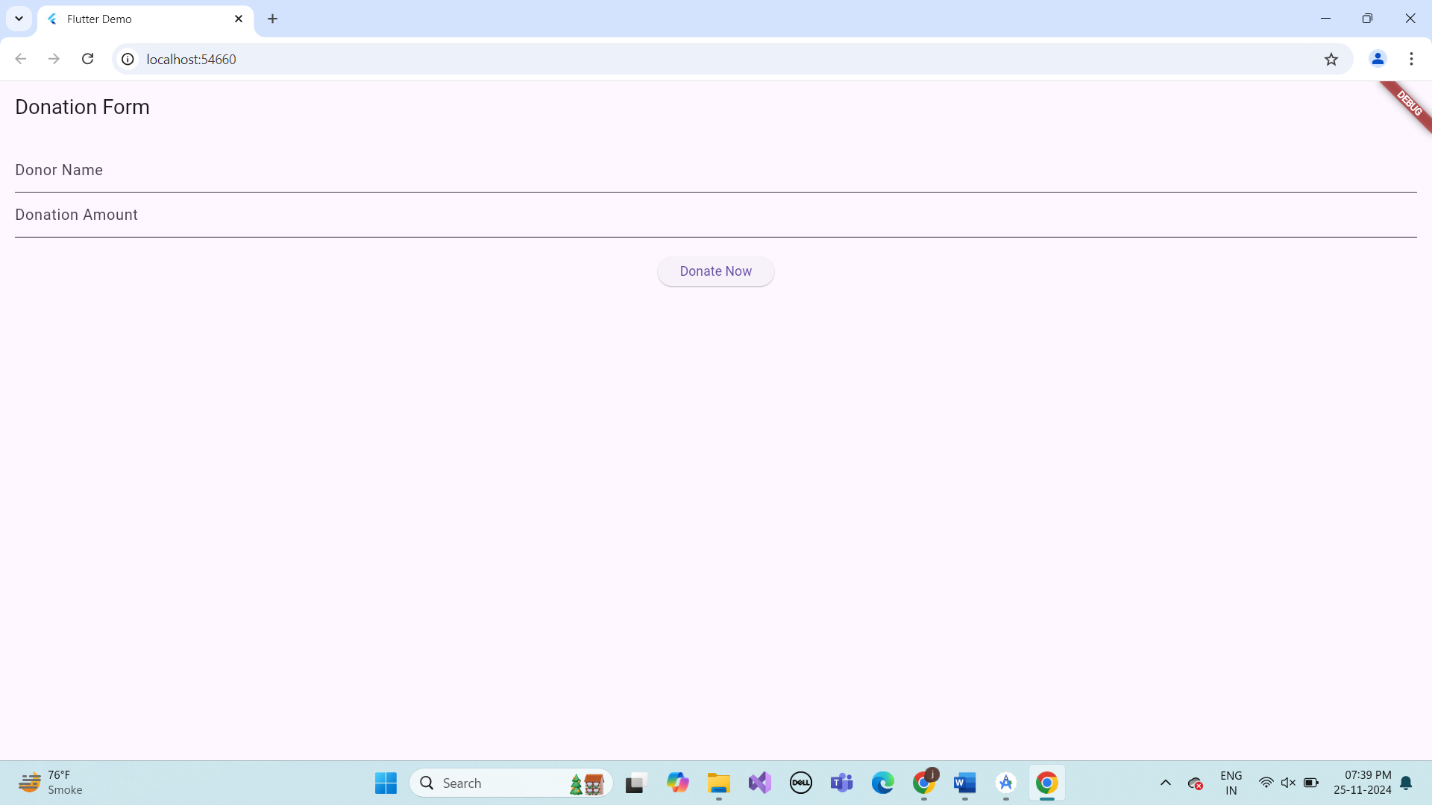 Flutter Demo
localhost:54660
Donation Form
DEBUG
Donor Name
Donation Amount
Donate Now
76°F
Smoke
Search
DELL
j
W
ENG
IN
07:39 PM
25-11-2024